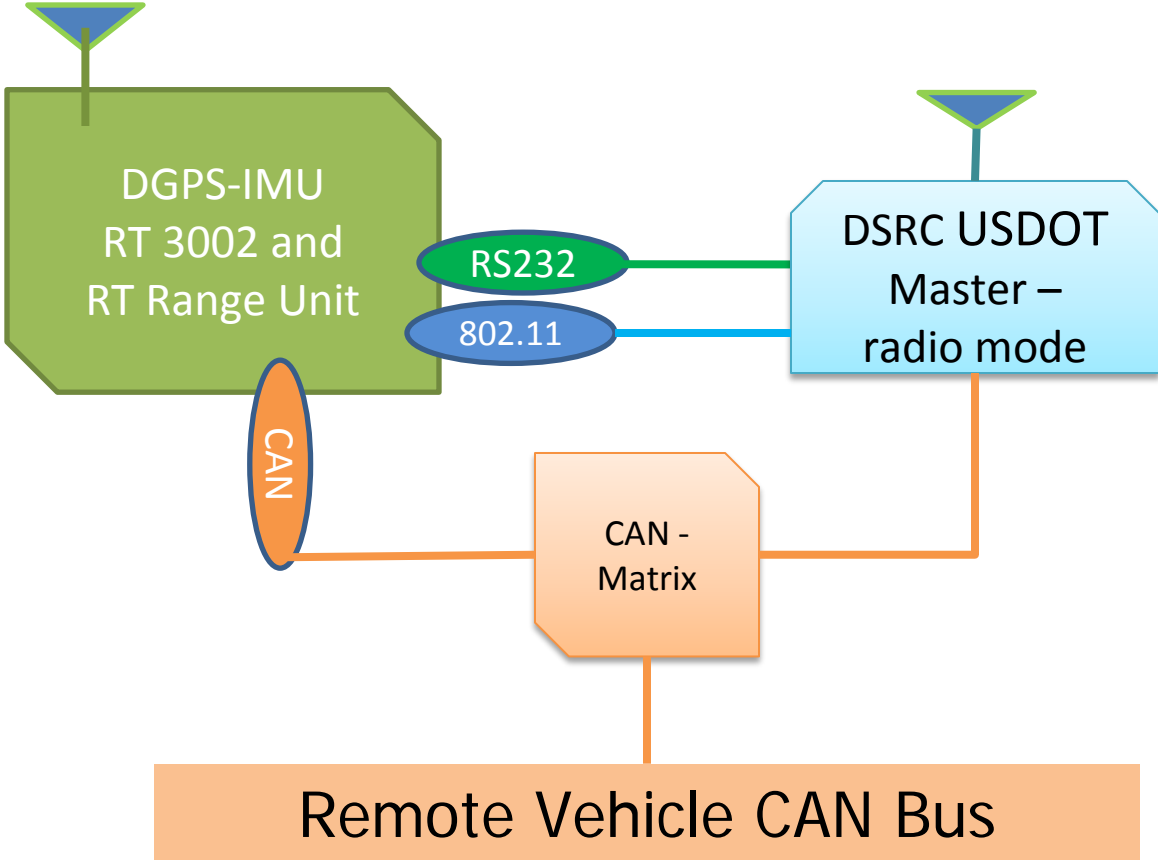 DGPS-IMU
RT 3002 and
RT Range Unit
RS232
802.11
DSRC USDOT
Master –
radio mode
CAN
CAN -
Matrix
Remote Vehicle CAN Bus